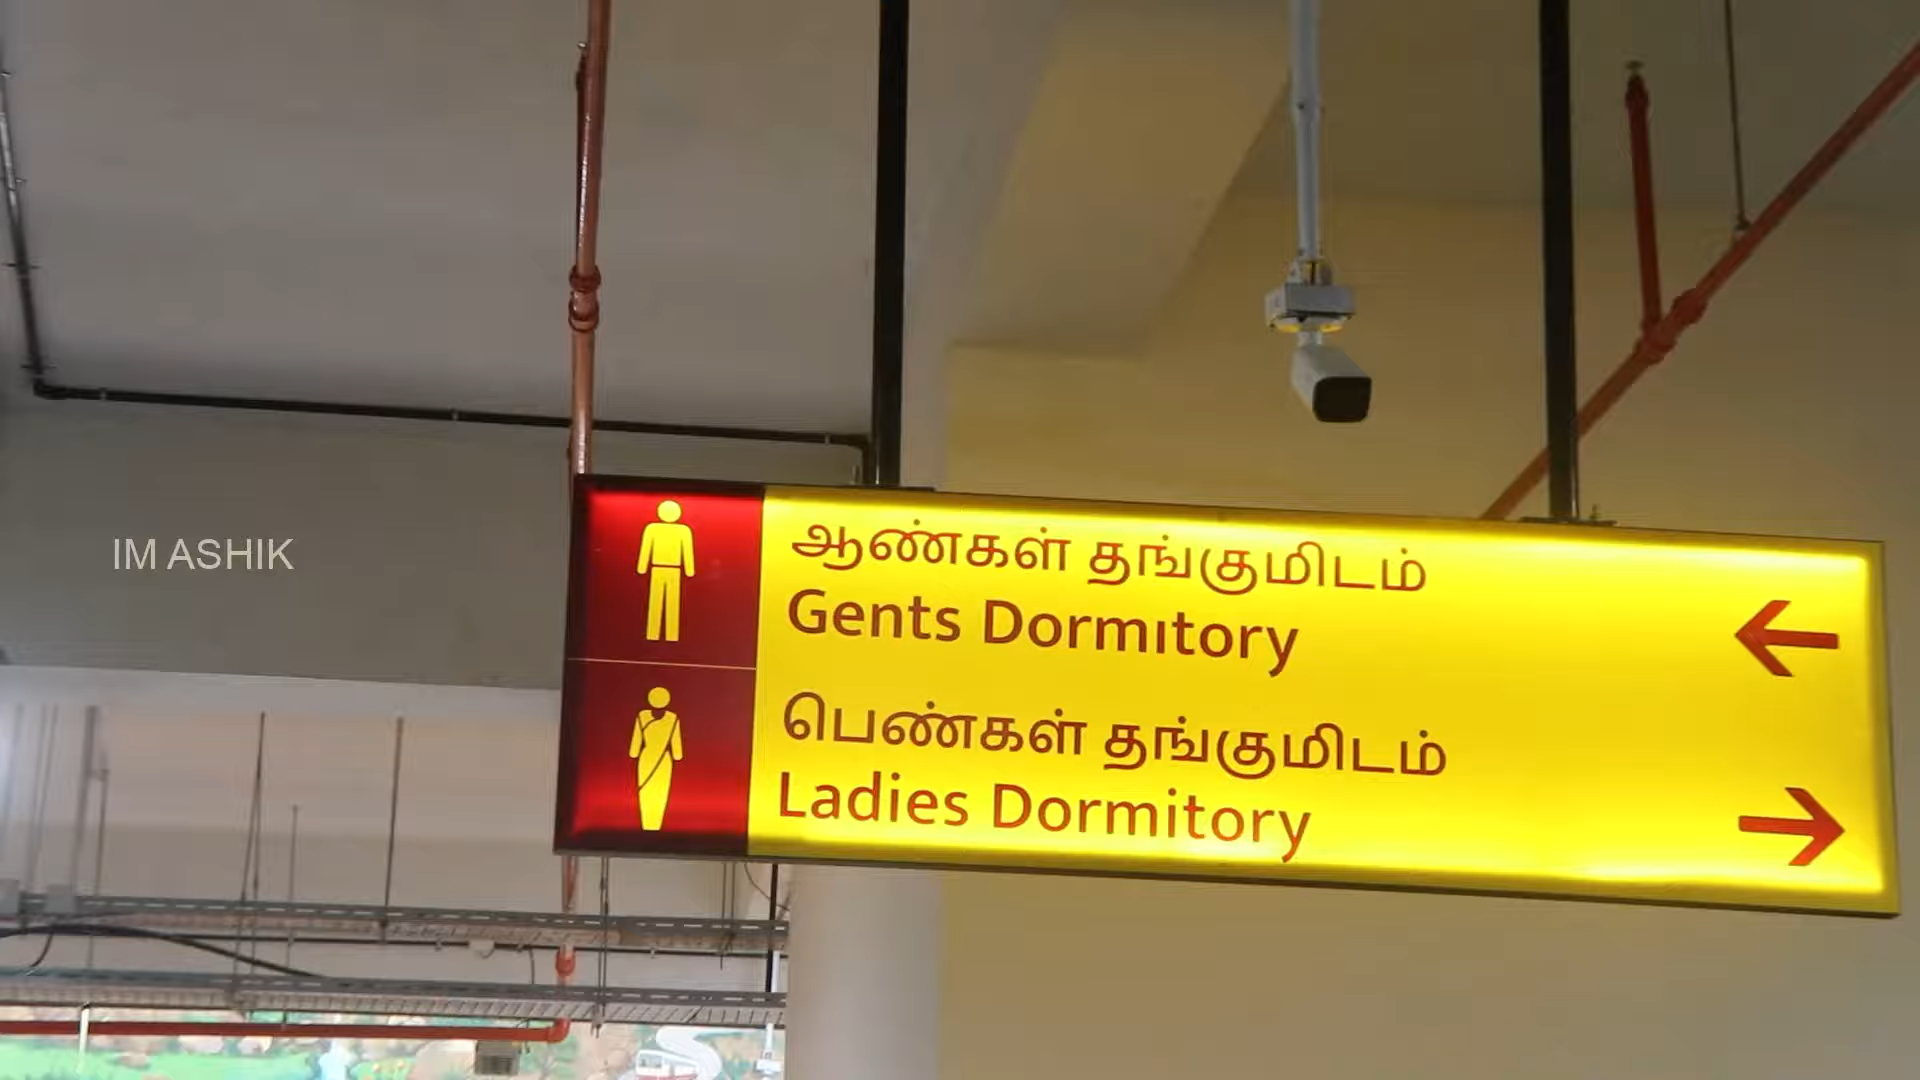 IM ASHIK
ஆண்கள் தங்குமிடம்
Gents Dormitory
பெண்கள் தங்குமிடம்
Ladies Dormitory